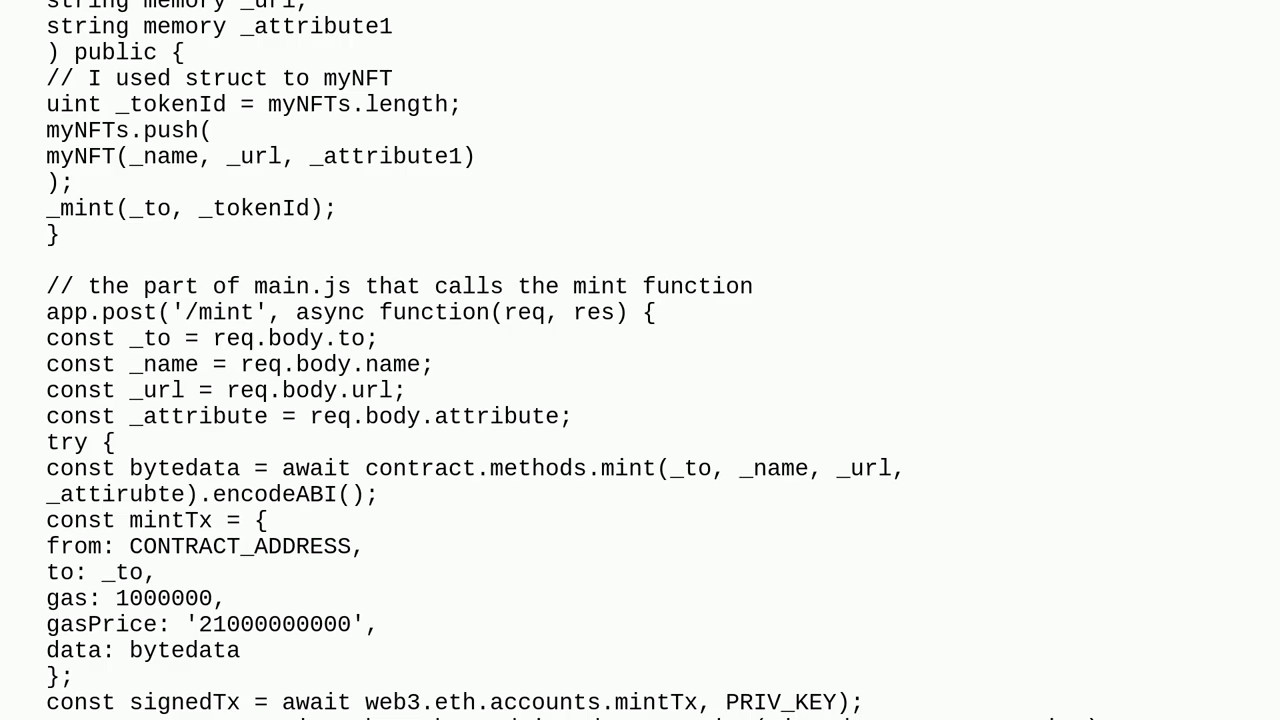 string memory _url,
string memory _attribute1
) public {
// I used struct to myNFT
uint _tokenId = myNFTs.length;
myNFTs.push(
myNFT(_name, _url, _attribute1)
);
_mint(_to, _tokenId);
}
// the part of main.js that calls the mint function
app.post('/mint', async function(req, res) {
const _to = req.body.to;
const _name = req.body.name;
const _url = req.body.url;
const _attribute = req.body.attribute;
try {
const bytedata = await contract.methods.mint(_to, _name, _url,
_attirubte).encodeABI();
const mintTx = {
from: CONTRACT_ADDRESS,
to: _to,
gas: 1000000,
gasPrice: '21000000000',
data: bytedata
};
const signedTx = await web3.eth.accounts.mintTx, PRIV_KEY);